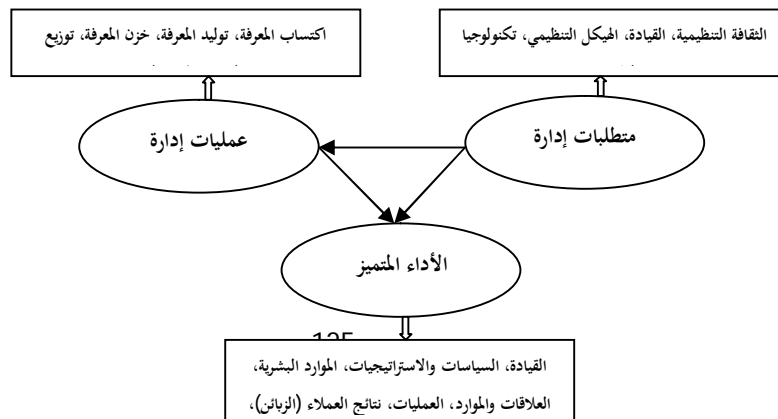 الثقافة التنظيمية، القيادة، الهيكل التنظيمي، تكنولوجيا
اكتساب المعرفة، توليد المعرفة، خزن المعرفة، توزيع
متطلبات إدارة
عمليات إدارة
الأداء المتميز
القيادة، السياسات والاستراتيجيات، الموارد البشرية،
العلاقات والموارد، العمليات، نتائج العملاء (الزبائن)،